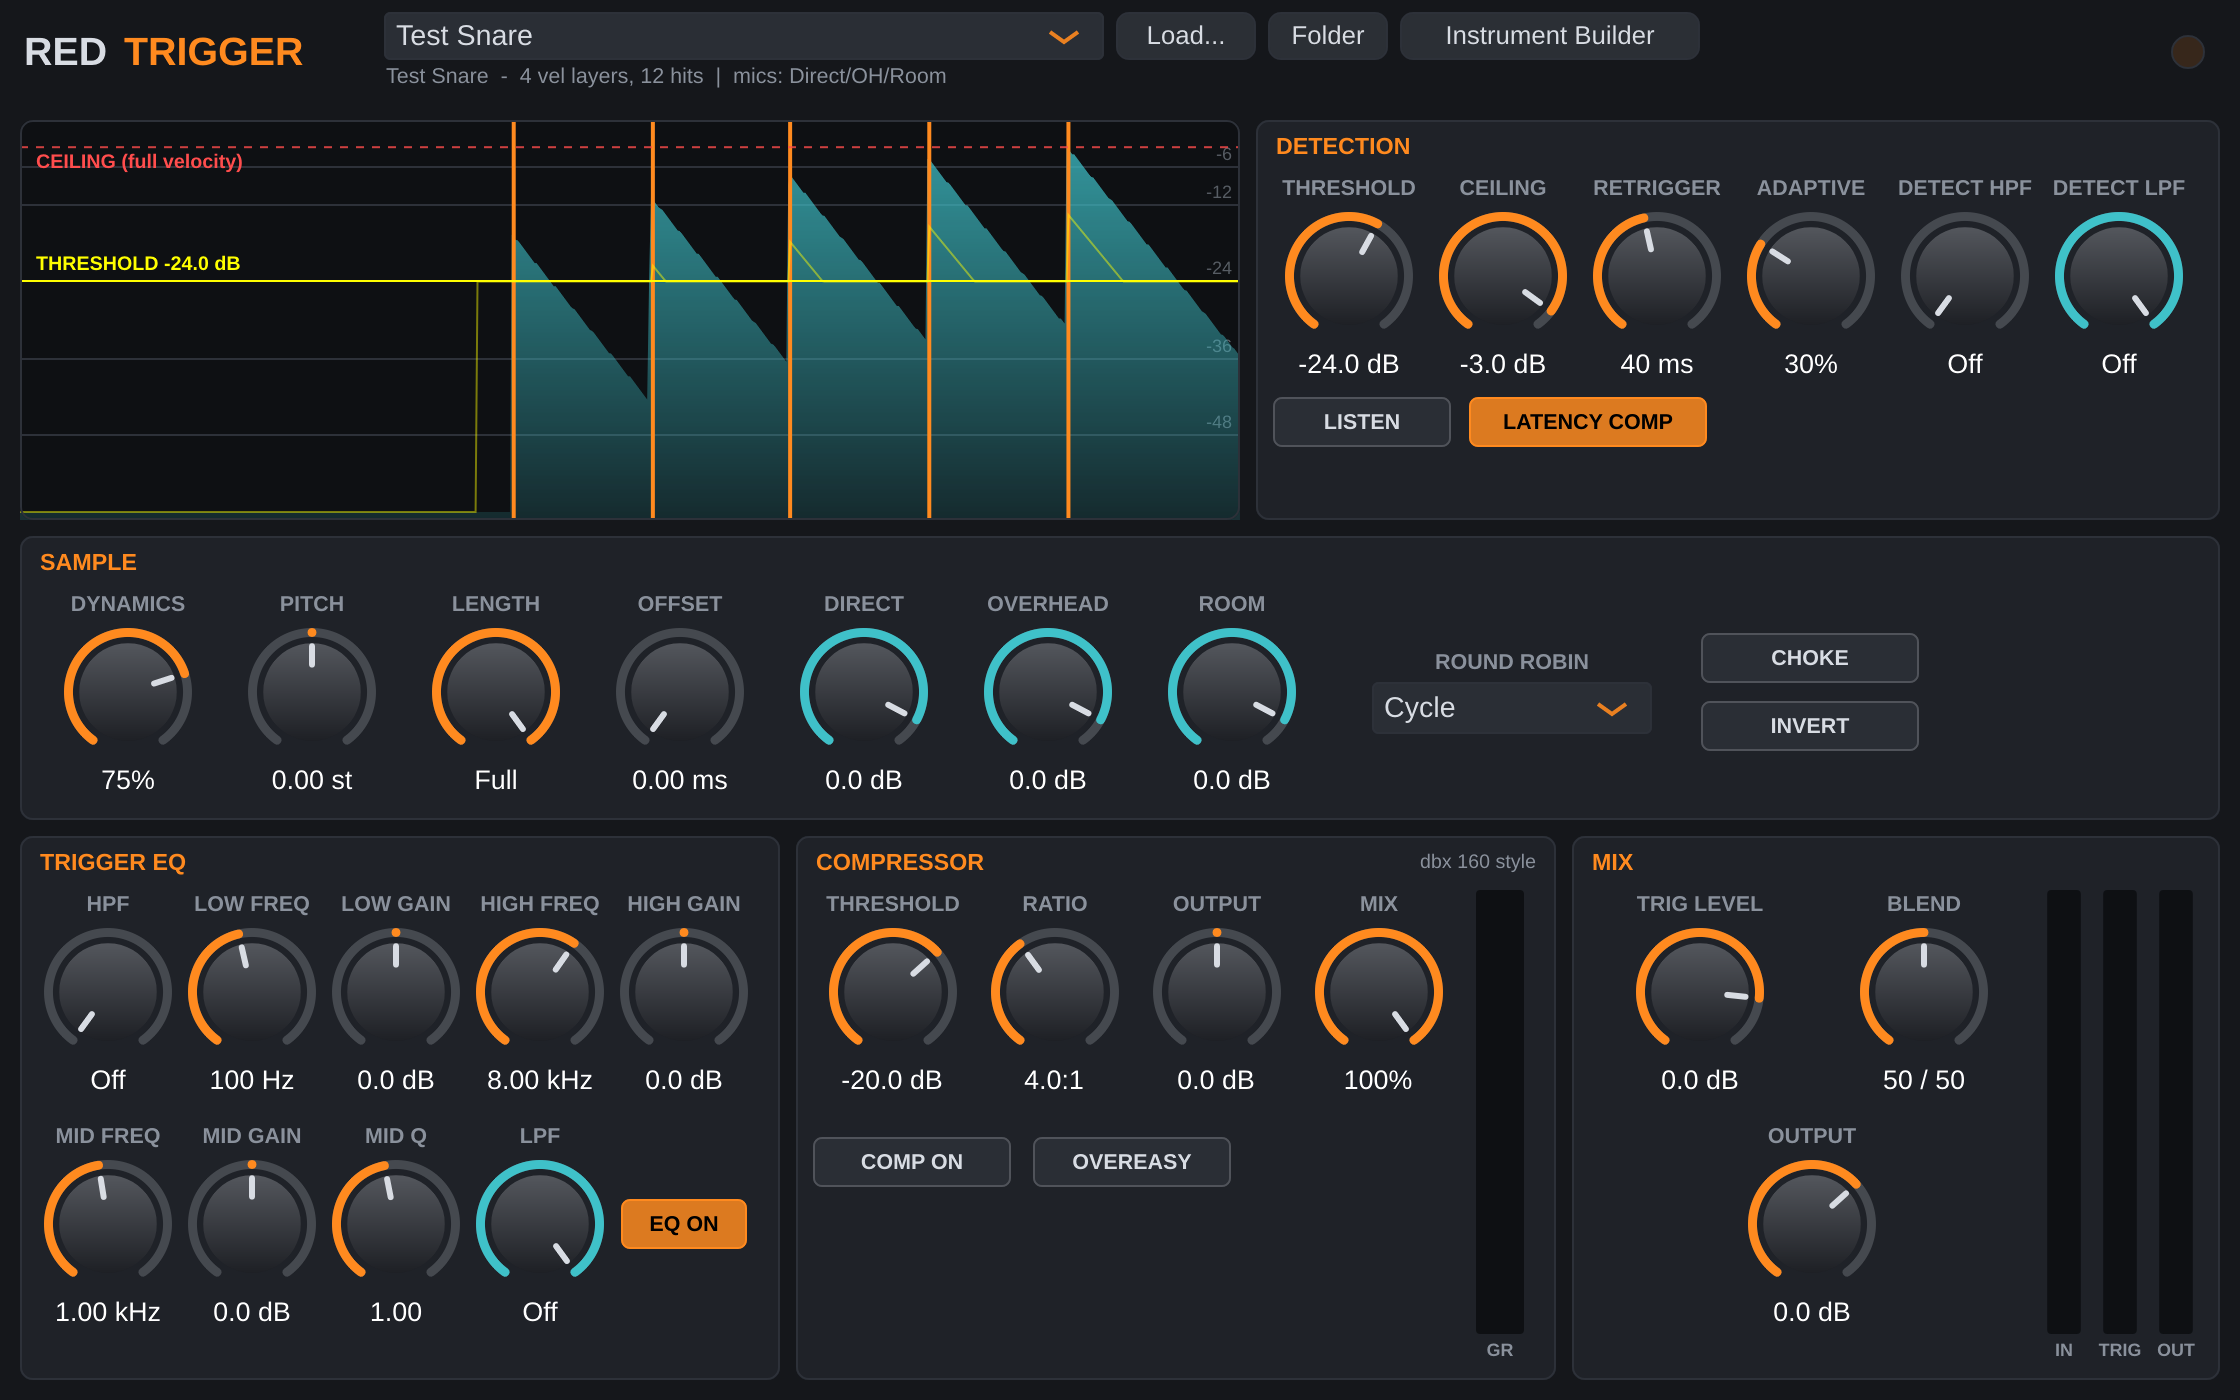 RED TRIGGER
Test Snare
Load...
Folder
Instrument Builder
Test Snare - 4 vel layers, 12 hits | mics: Direct/OH/Room
CEILING (full velocity)
-6
-12
THRESHOLD -24.0 dB
-24
-36
-48
DETECTION
THRESHOLD CEILING RETRIGGER ADAPTIVE DETECT HPF DETECT LPF
-24.0 dB -3.0 dB 40 ms 30% Off Off
LISTEN LATENCY COMP
SAMPLE
DYNAMICS PITCH LENGTH OFFSET DIRECT OVERHEAD ROOM
75% 0.00 st Full 0.00 ms 0.0 dB 0.0 dB 0.0 dB
ROUND ROBIN
Cycle
CHOKE
INVERT
TRIGGER EQ
HPF LOW FREQ LOW GAIN HIGH FREQ HIGH GAIN
Off 100 Hz 0.0 dB 8.00 kHz 0.0 dB
MID FREQ MID GAIN MID Q LPF
EQ ON
1.00 kHz 0.0 dB 1.00 Off
COMPRESSOR
dbx 160 style
THRESHOLD RATIO OUTPUT MIX
-20.0 dB 4.0:1 0.0 dB 100%
COMP ON OVEREASY
GR
MIX
TRIG LEVEL BLEND
0.0 dB 50 / 50
OUTPUT
0.0 dB
IN TRIG OUT